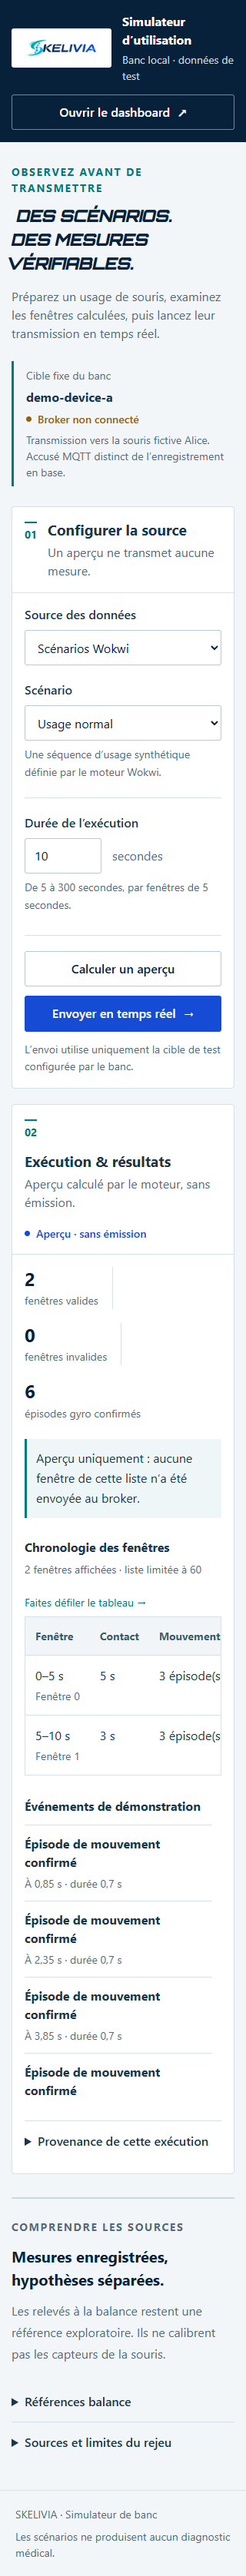 SKELIVIA
Simulateur
d’utilisation
Banc local · données de
test
Ouvrir le dashboard ↗
OBSERVEZ AVANT DE
TRANSMETTRE
DES SCÉNARIOS.
DES MESURES
VÉRIFIABLES.
Préparez un usage de souris, examinez
les fenêtres calculées, puis lancez leur
transmission en temps réel.
Cible fixe du banc
demo-device-a
Broker non connecté
Transmission vers la souris fictive Alice.
Accusé MQTT distinct de l’enregistrement
en base.
01
Configurer la source
Un aperçu ne transmet aucune
mesure.
Source des données
Scénarios Wokwi
Scénario
Usage normal
Une séquence d’usage synthétique
définie par le moteur Wokwi.
Durée de l’exécution
10 secondes
De 5 à 300 secondes, par fenêtres de 5
secondes.
Calculer un aperçu
Envoyer en temps réel →
L’envoi utilise uniquement la cible de test
configurée par le banc.
02
Exécution & résultats
Aperçu calculé par le moteur, sans
émission.
Aperçu · sans émission
2
fenêtres valides
0
fenêtres invalides
6
épisodes gyro confirmés
Aperçu uniquement : aucune
fenêtre de cette liste n’a été
envoyée au broker.
Chronologie des fenêtres
2 fenêtres affichées · liste limitée à 60
Faites défiler le tableau →
Fenêtre Contact Mouvement
0–5 s 5 s 3 épisode(s
Fenêtre 0
5–10 s 3 s 3 épisode(s
Fenêtre 1
Événements de démonstration
Épisode de mouvement
confirmé
À 0,85 s · durée 0,7 s
Épisode de mouvement
confirmé
À 2,35 s · durée 0,7 s
Épisode de mouvement
confirmé
À 3,85 s · durée 0,7 s
Épisode de mouvement
confirmé
Provenance de cette exécution
COMPRENDRE LES SOURCES
Mesures enregistrées,
hypothèses séparées.
Les relevés à la balance restent une
référence exploratoire. Ils ne calibrent
pas les capteurs de la souris.
Références balance
Sources et limites du rejeu
SKELIVIA · Simulateur de banc
Les scénarios ne produisent aucun diagnostic
médical.